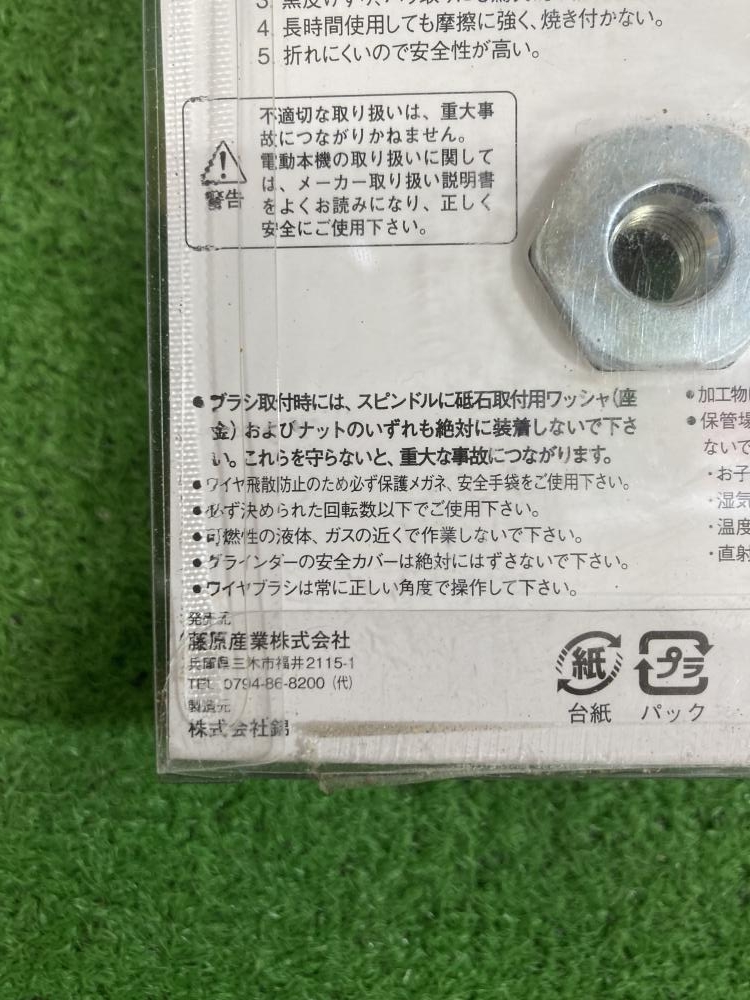 4. 長時間使用しても摩擦に強く、焼き付かない。
5. 折れにくいので安全性が高い。
警告
不適切な取り扱いは、重大事
故につながりかねません。
電動本機の取り扱いに関して
は、メーカー取り扱い説明書
をよくお読みになり、正しく
安全にご使用下さい。
●ブラシ取付時には、スピンドルに砥石取付用ワッシャ(座
金)およびナットのいずれも絶対に装着しないで下さ
い。これらを守らないと、重大な事故につながります。
●ワイヤ飛散防止のため必ず保護メガネ、安全手袋をご使用下さい。
●必ず決められた回転数以下でご使用下さい。
●可燃性の液体、ガスの近くで作業しないで下さい。
●グラインダーの安全カバーは絶対にはずさないで下さい。
●ワイヤブラシは常に正しい角度で操作して下さい。
●加工物
●保管場
ないで
・お子
・湿気
・温度
・直射
発売元
藤原産業株式会社
兵庫県三木市福井2115-1
TEL 0794-86-8200 (代)
製造元
株式会社錦
紙
台紙
プラ
パック